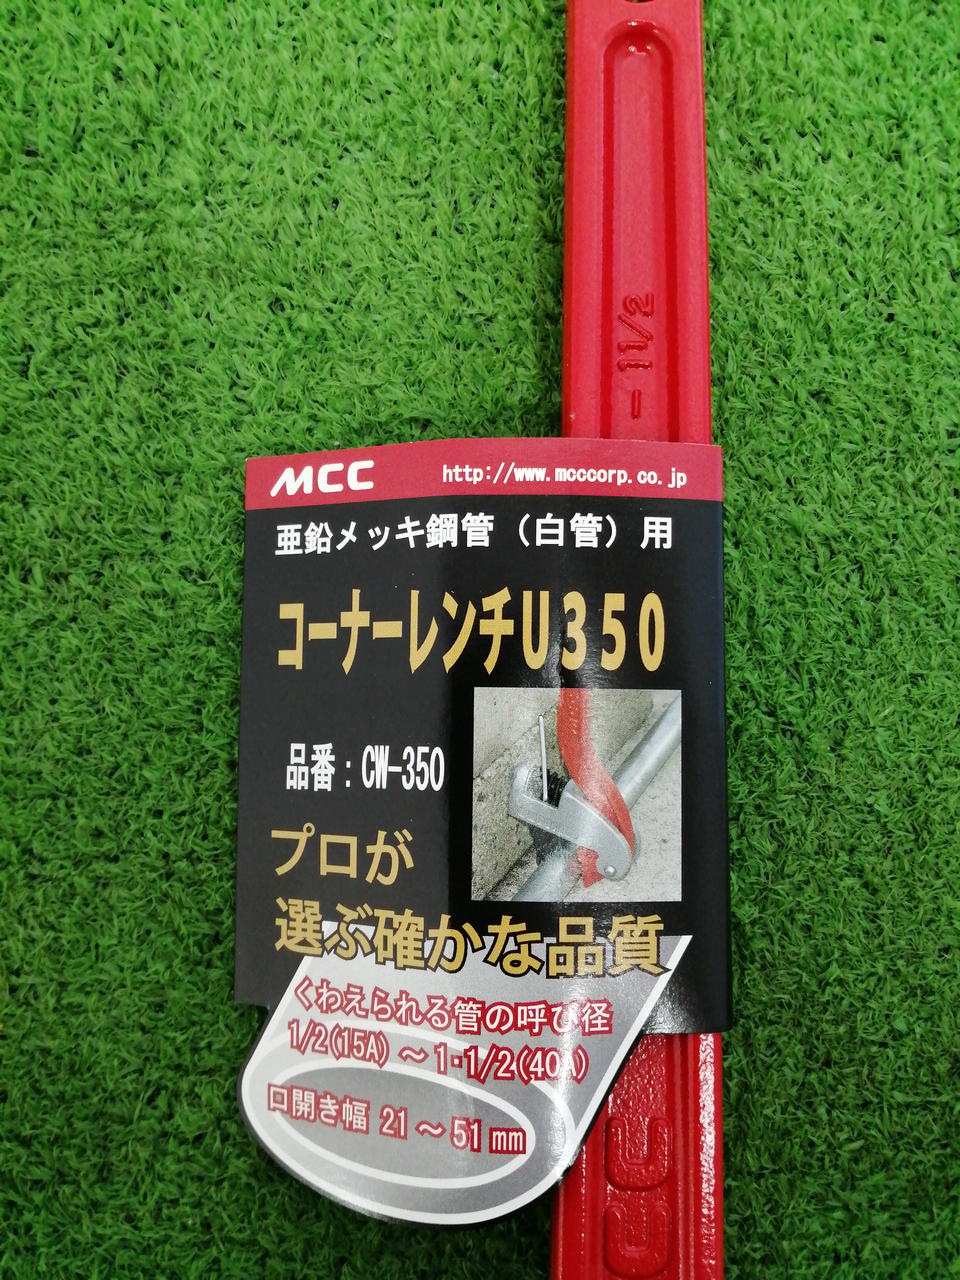 - 1 1/2
MCC http://www.mcccorp.co.jp
亜鉛メッキ鋼管（白管）用
コーナーレンチU350
品番：CW-350
プロが
選ぶ確かな品質
くわえられる管の呼び径
1/2(15A) ～ 1・1/2(40A)
口開き幅 21 ～ 51 mm
CC